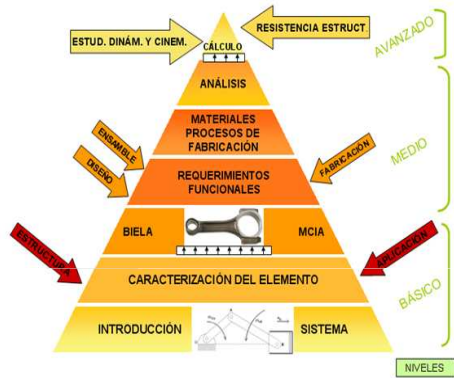 RESISTENCIA ESTRUCT.
ESTUD. DINÁM. Y CINEM.
CÁLCULO
AVANZADO
ANÁLISIS
MATERIALES
PROCESOS DE
FABRICACIÓN
ENSAMBLE
DISEÑO
FABRICACIÓN
MEDIO
REQUERIMIENTOS
FUNCIONALES
BIELA
MCIA
ESTRUCTURA
APLICACIÓN
CARACTERIZACIÓN DEL ELEMENTO
BÁSICO
INTRODUCCIÓN
SISTEMA
NIVELES